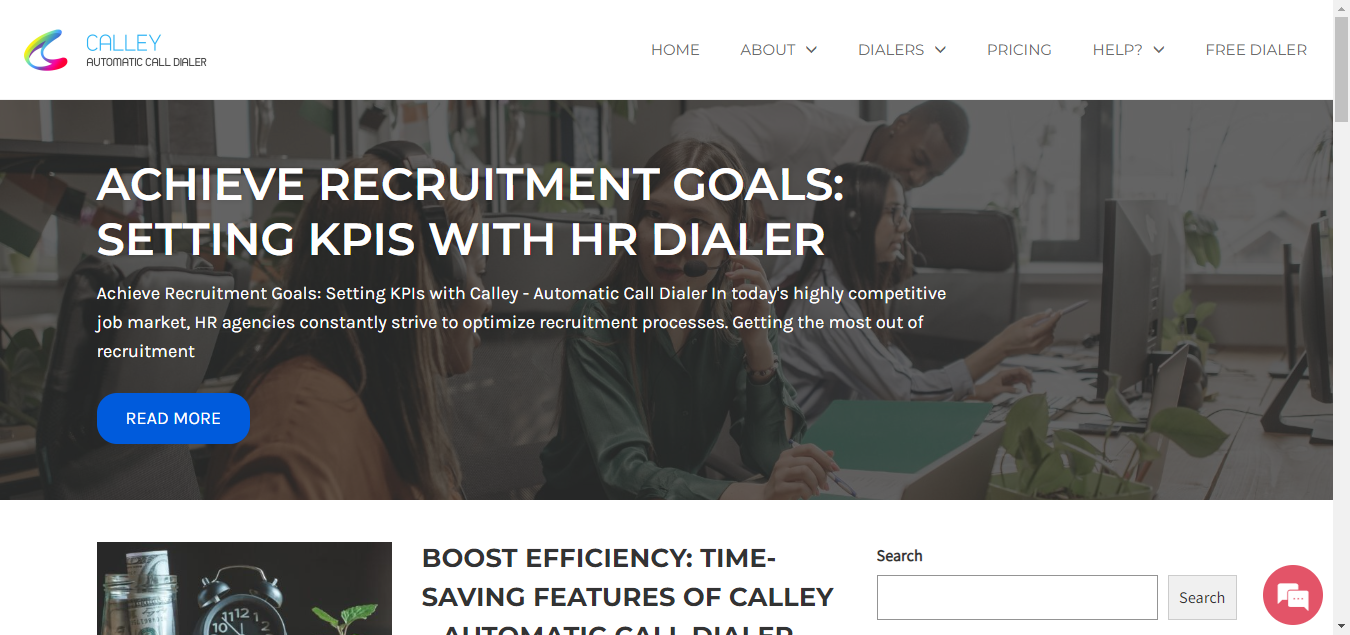 CALLEY
AUTOMATIC CALL DIALER
HOME
ABOUT
DIALERS
PRICING
HELP?
FREE DIALER
ACHIEVE RECRUITMENT GOALS:
SETTING KPIS WITH HR DIALER
Achieve Recruitment Goals: Setting KPIs with Calley - Automatic Call Dialer In today's highly competitive
job market, HR agencies constantly strive to optimize recruitment processes. Getting the most out of
recruitment
READ MORE
BOOST EFFICIENCY: TIME-
SAVING FEATURES OF CALLEY
– AUTOMATIC CALL DIALER
Search
Search